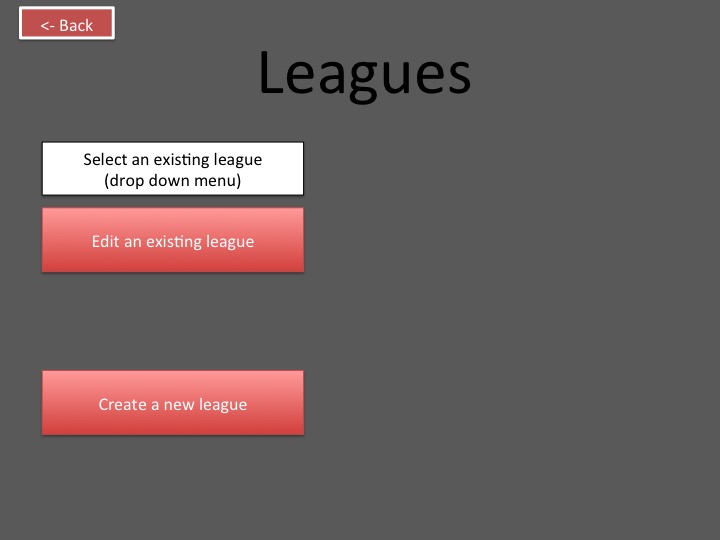 <- Back
Leagues
Select an existing league
(drop down menu)
Edit an existing league
Create a new league